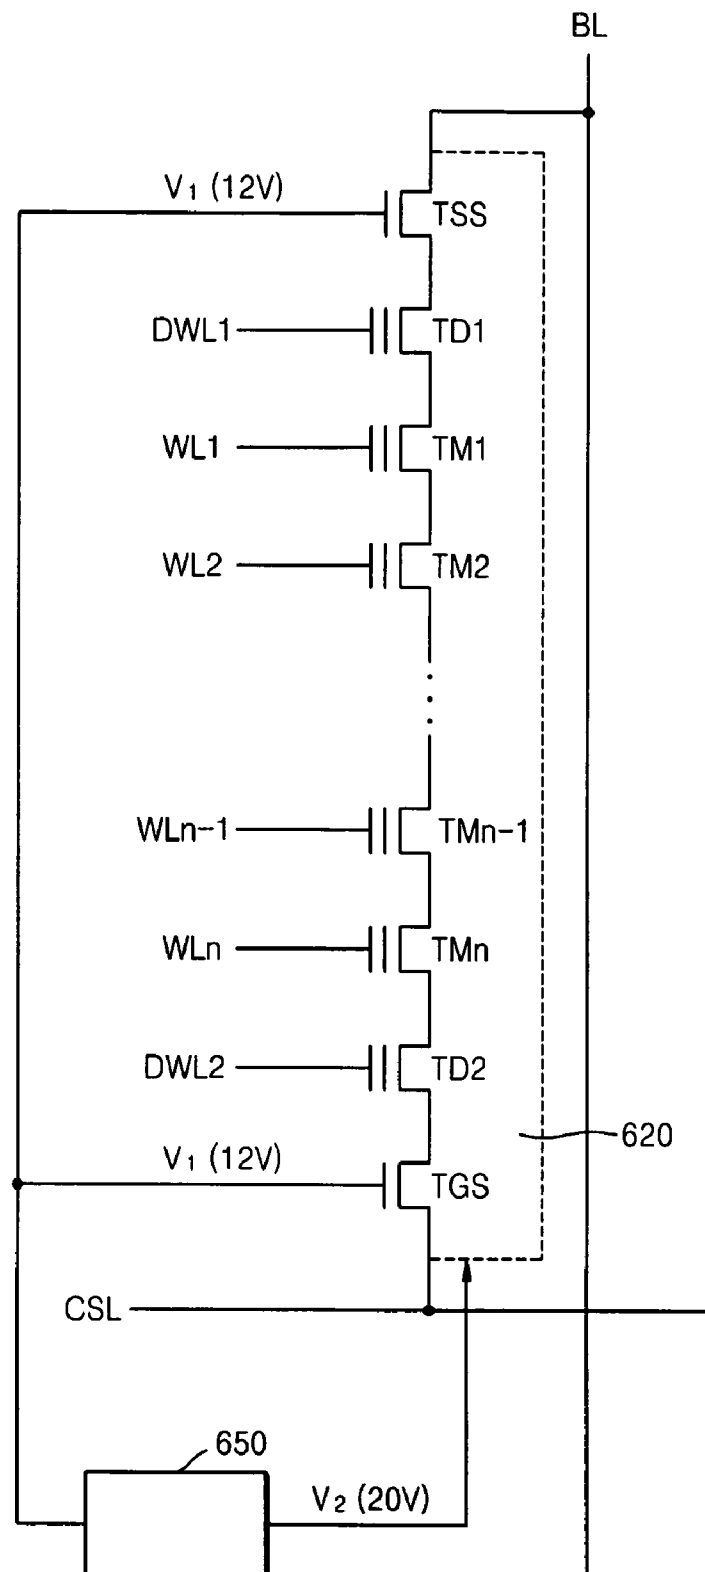 BL
V1 (12V)
TSS
DWL1
TD1
WL1
TM1
WL2
TM2
WLn-1
TMn-1
WLn
TMn
DWL2
TD2
620
V1 (12V)
TGS
CSL
650
V2 (20V)